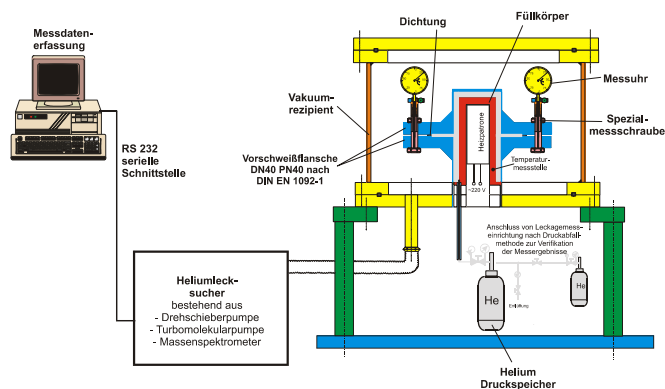 Messdaten-
erfassung
RS 232
serielle
Schnittstelle
Vakuum-
rezipient
Dichtung
Füllkörper
Messuhr
Spezial-
messschraube
Vorschweißflansche
DN40 PN40 nach
DIN EN 1092-1
Heizpatrone
~220 V
Temperatur-
messstelle
Anschluss von Leckagemess-
einrichtung nach Druckabfall-
methode zur Verifikation
der Messergebnisse
Heliumleck-
sucher
bestehend aus
- Drehschieberpumpe
- Turbomolekularpumpe
- Massenspektrometer
He
Entlüftung
He
Helium
Druckspeicher